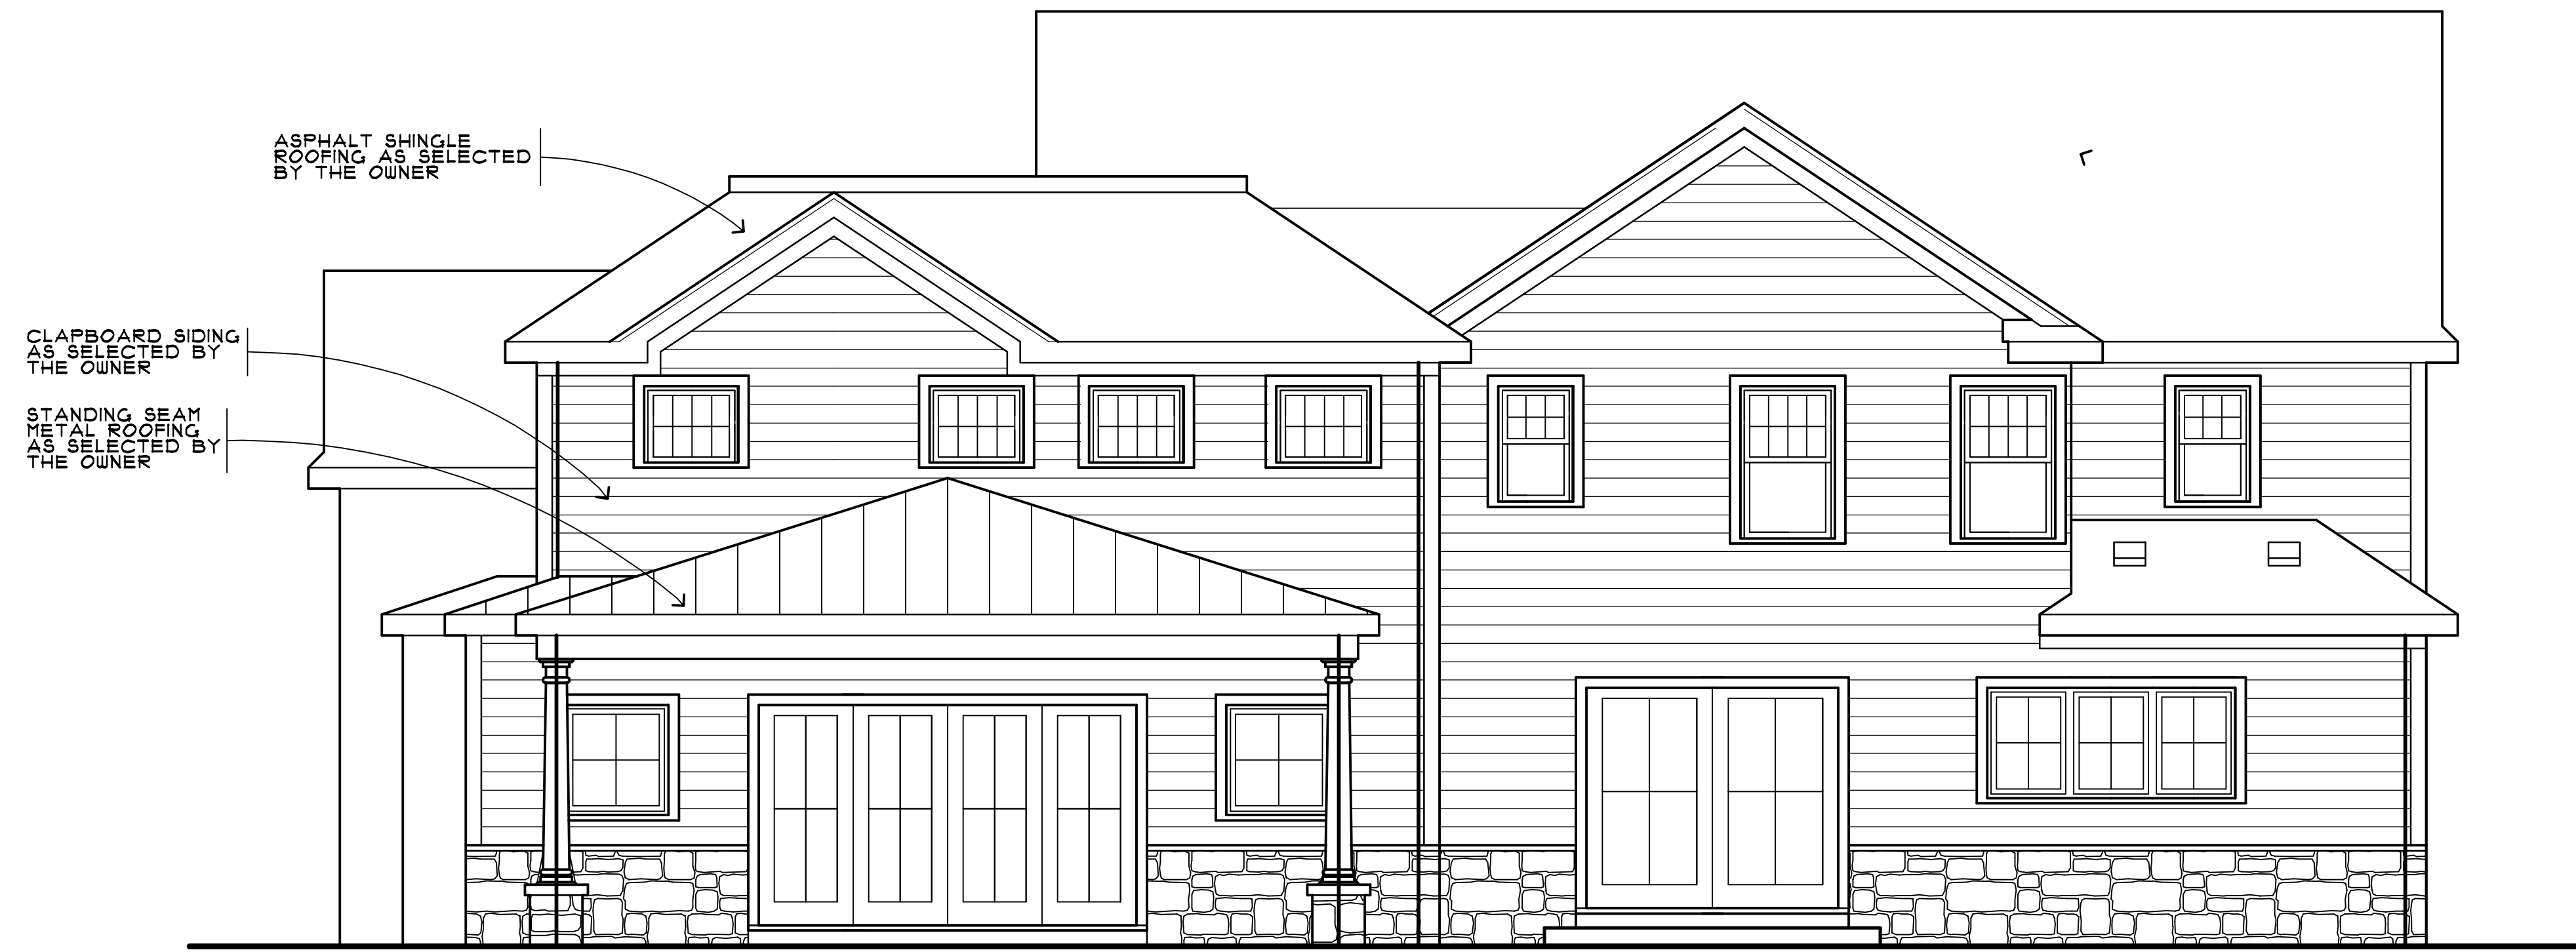 ASPHALT SHINGLE
ROOFING AS SELECTED
BY THE OWNER
CLAPBOARD SIDING
AS SELECTED BY
THE OWNER
STANDING SEAM
METAL ROOFING
AS SELECTED BY
THE OWNER